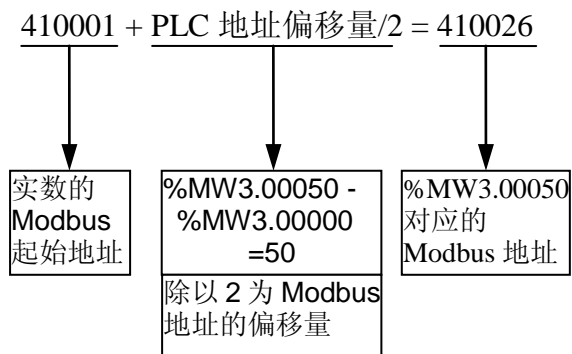 410001 + PLC 地址偏移量/2 = 410026
实数的
Modbus
起始地址
%MW3.00050 -
%MW3.00000
=50
除以 2 为 Modbus
地址的偏移量
%MW3.00050
对应的
Modbus 地址